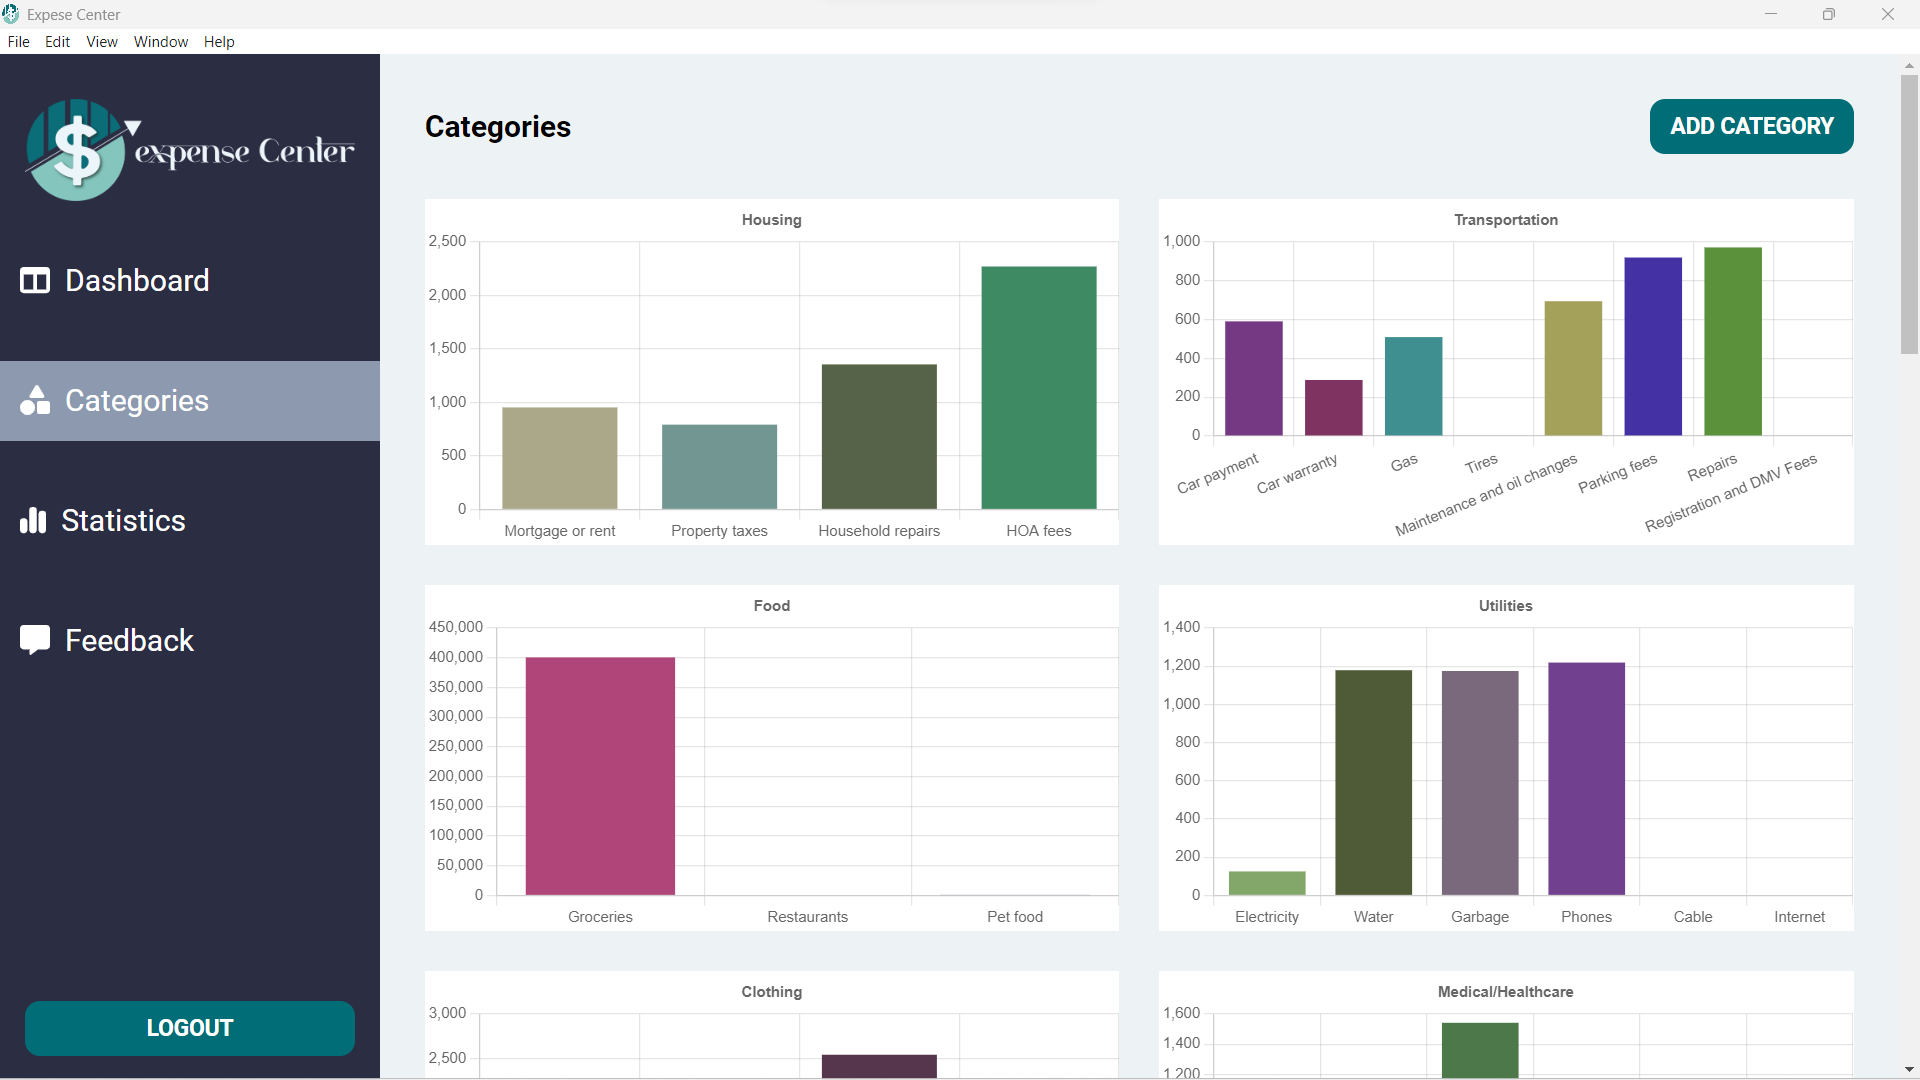 Expese Center
File Edit View Window Help
expense Center
Dashboard
Categories
Statistics
Feedback
LOGOUT
Categories
ADD CATEGORY
Housing
2,500
2,000
1,500
1,000
500
0
Mortgage or rent Property taxes Household repairs HOA fees
Transportation
1,000
800
600
400
200
0
Car payment Car warranty Gas Tires Maintenance and oil changes Parking fees Repairs Registration and DMV Fees
Food
450,000
400,000
350,000
300,000
250,000
200,000
150,000
100,000
50,000
0
Groceries Restaurants Pet food
Utilities
1,400
1,200
1,000
800
600
400
200
0
Electricity Water Garbage Phones Cable Internet
Clothing
3,000
2,500
Medical/Healthcare
1,600
1,400
1,200